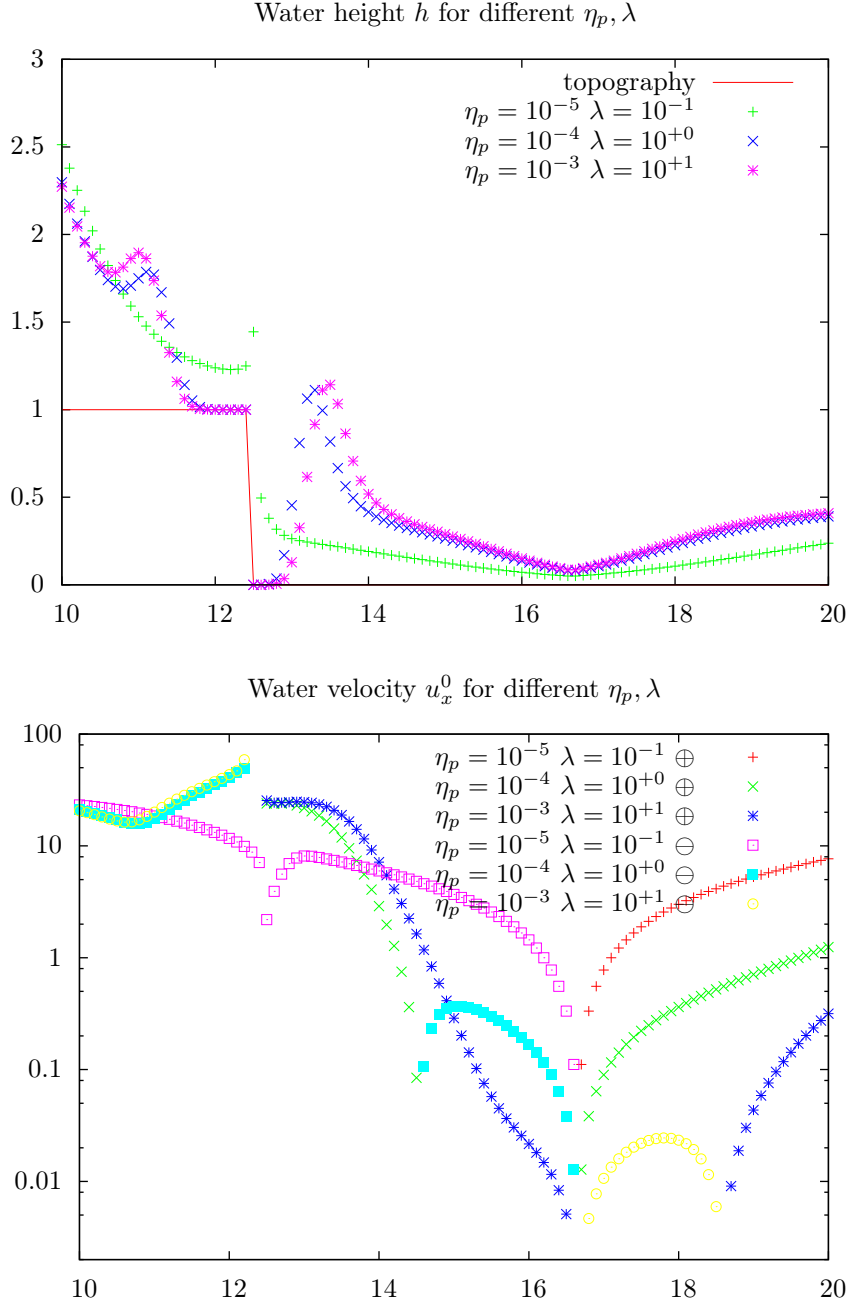 Water height h for different ηₚ, λ
3
2.5
2
1.5
1
0.5
0
topography
ηₚ = 10⁻⁵ λ = 10⁻¹
ηₚ = 10⁻⁴ λ = 10⁺⁰
ηₚ = 10⁻³ λ = 10⁺¹
10 12 14 16 18 20
Water velocity u⁰ₓ for different ηₚ, λ
100
10
1
0.1
0.01
ηₚ = 10⁻⁵ λ = 10⁻¹ ⊕
ηₚ = 10⁻⁴ λ = 10⁺⁰ ⊕
ηₚ = 10⁻³ λ = 10⁺¹ ⊕
ηₚ = 10⁻⁵ λ = 10⁻¹ ⊖
ηₚ = 10⁻⁴ λ = 10⁺⁰ ⊖
ηₚ = 10⁻³ λ = 10⁺¹ ⊖
10 12 14 16 18 20